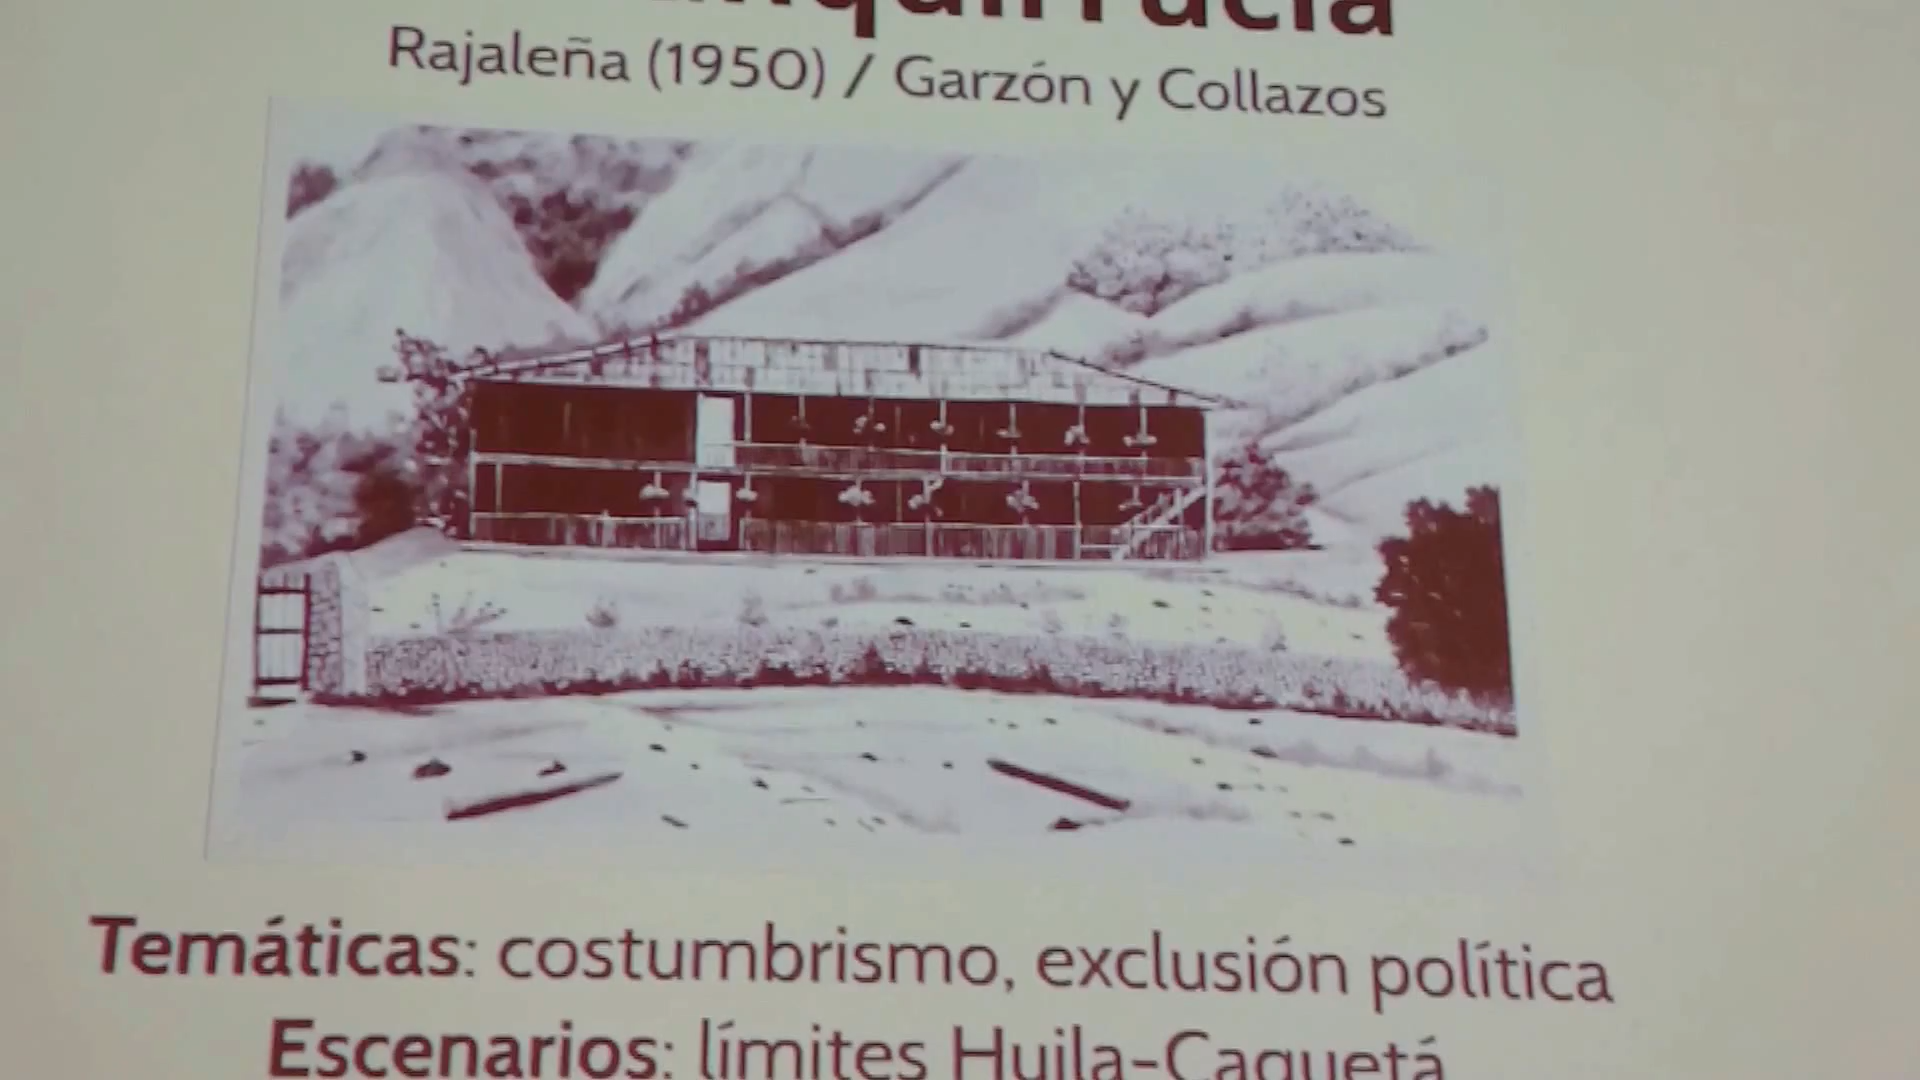 Rajaleña (1950) / Garzón y Collazos
Temáticas: costumbrismo, exclusión política
Escenarios: límites Huila-Caquetá